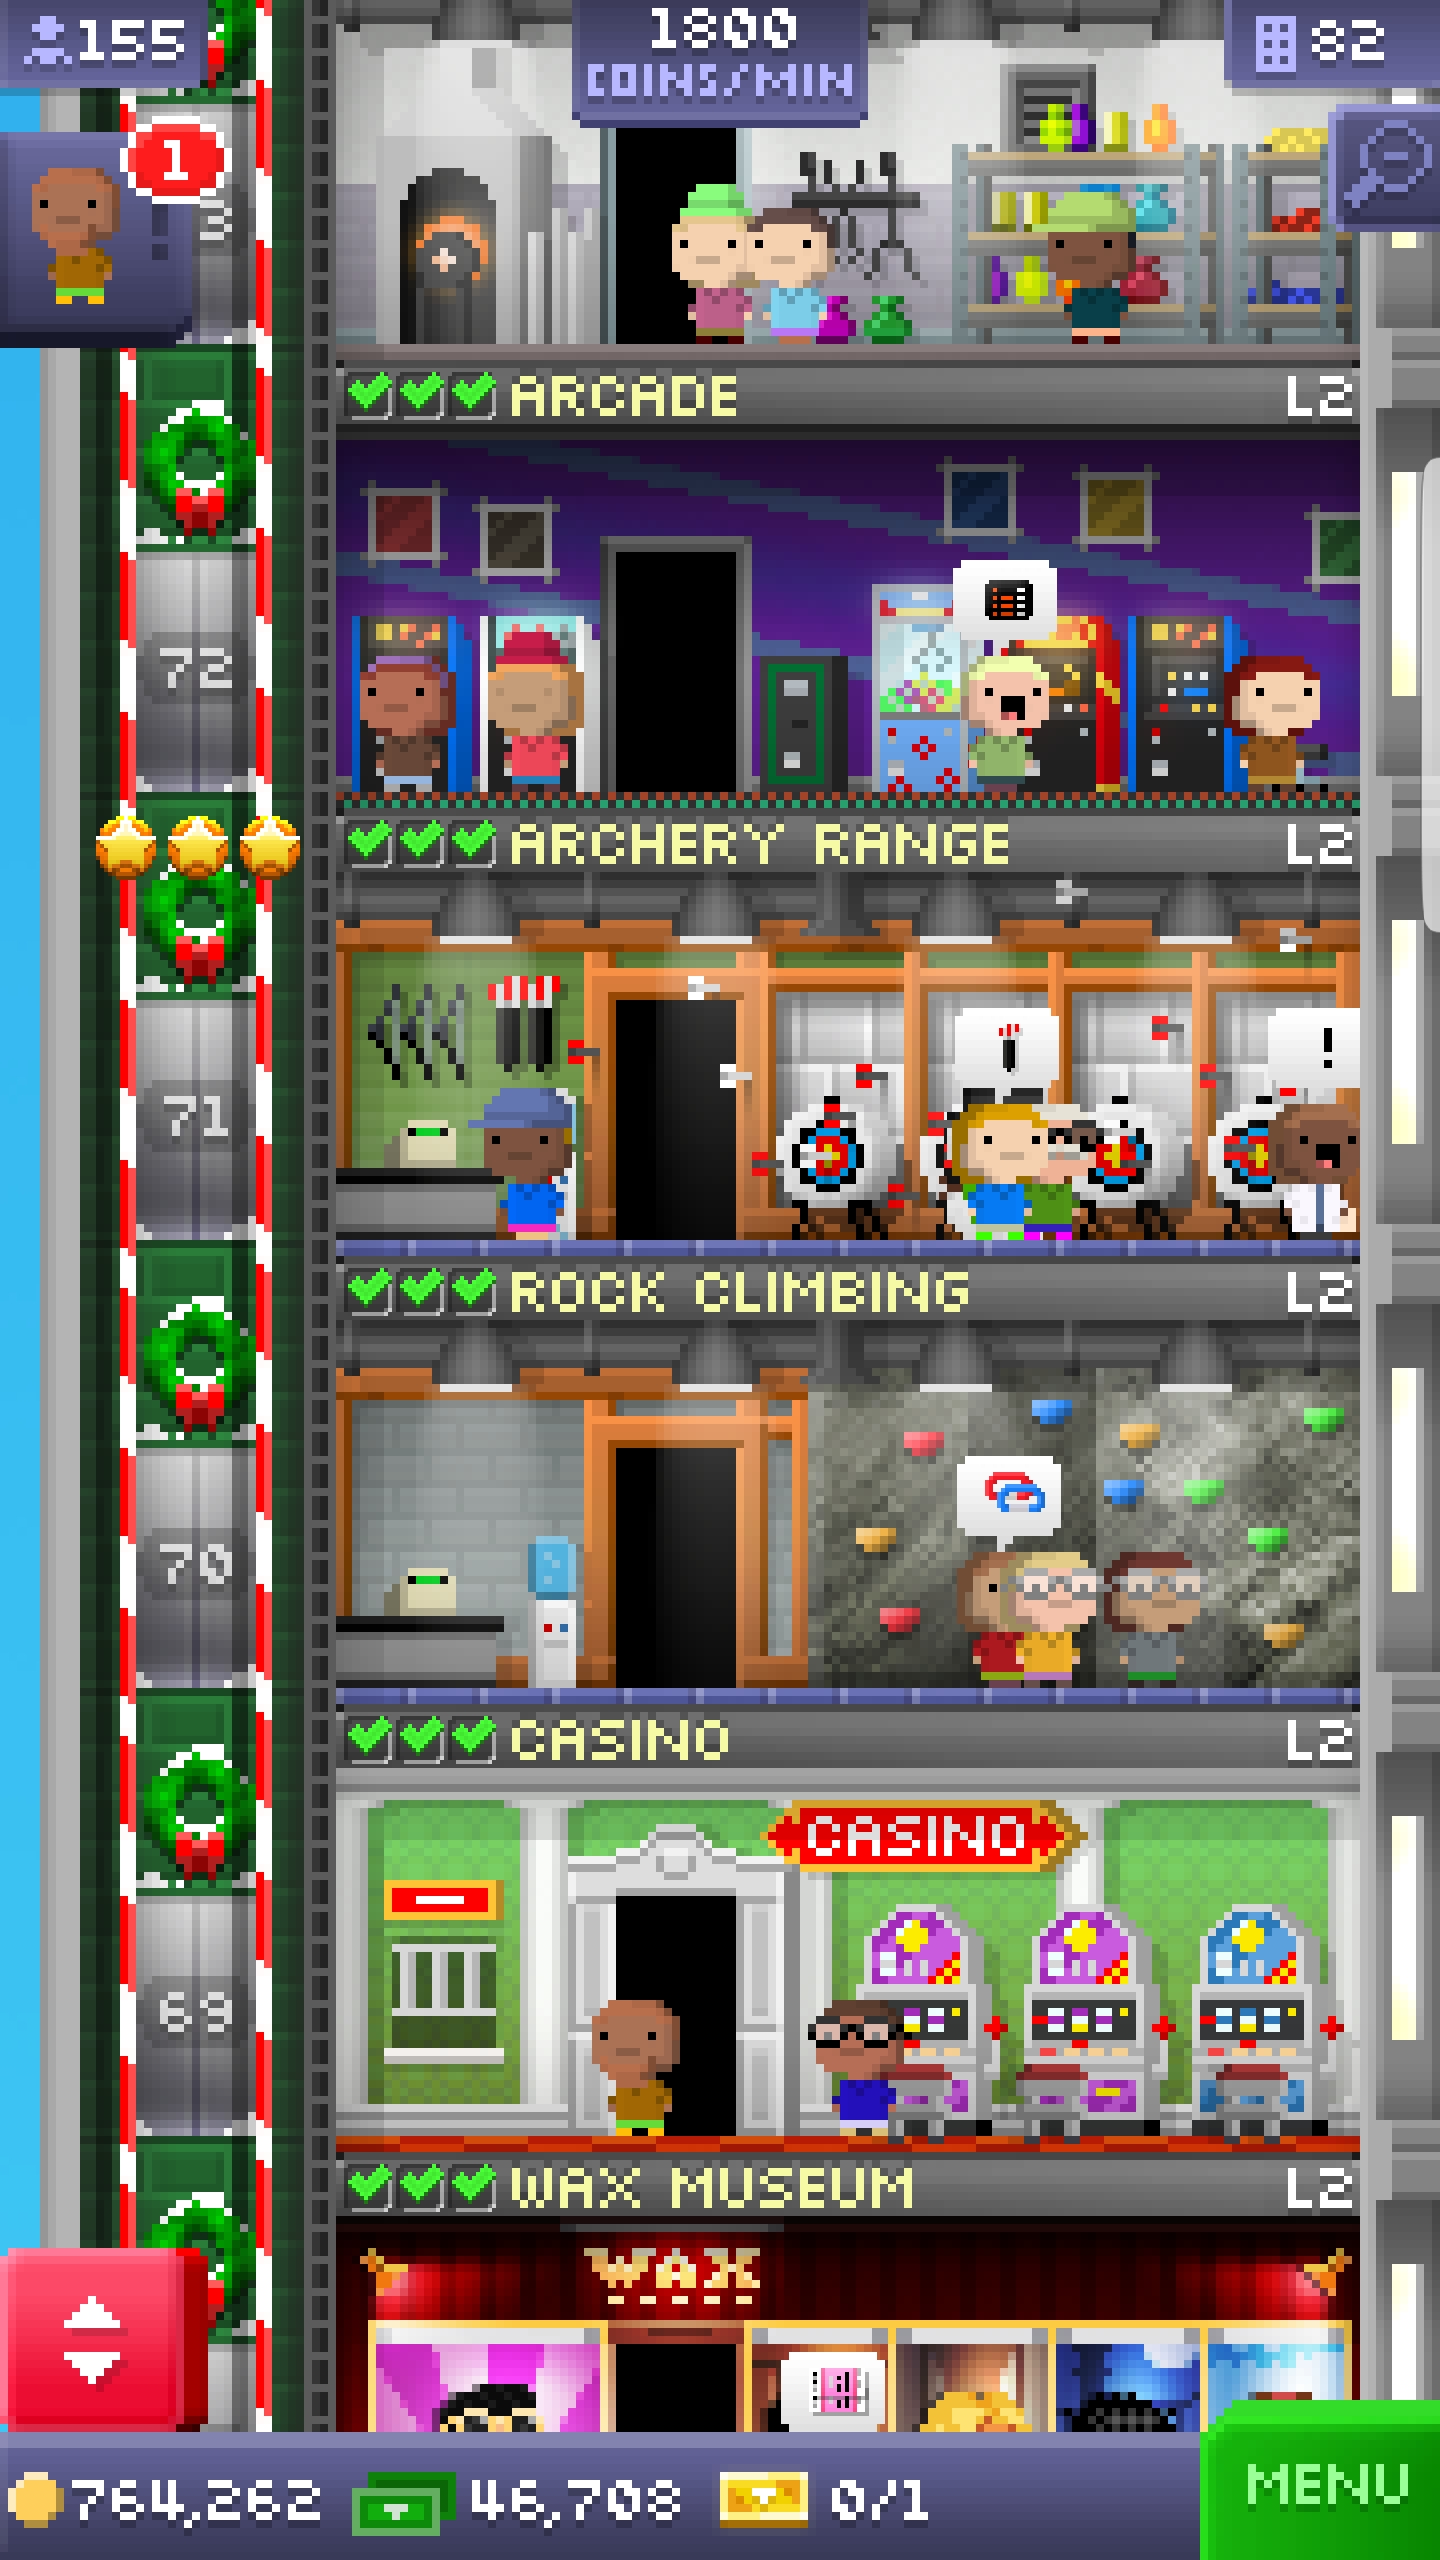 155
1800
COINS/MIN
82
1
3
ARCADE L2
72
ARCHERY RANGE L2
!
71
ROCK CLIMBING L2
70
CASINO L2
CASINO
69
WAX MUSEUM L2
WAX
764,262 46,708 0/1
MENU